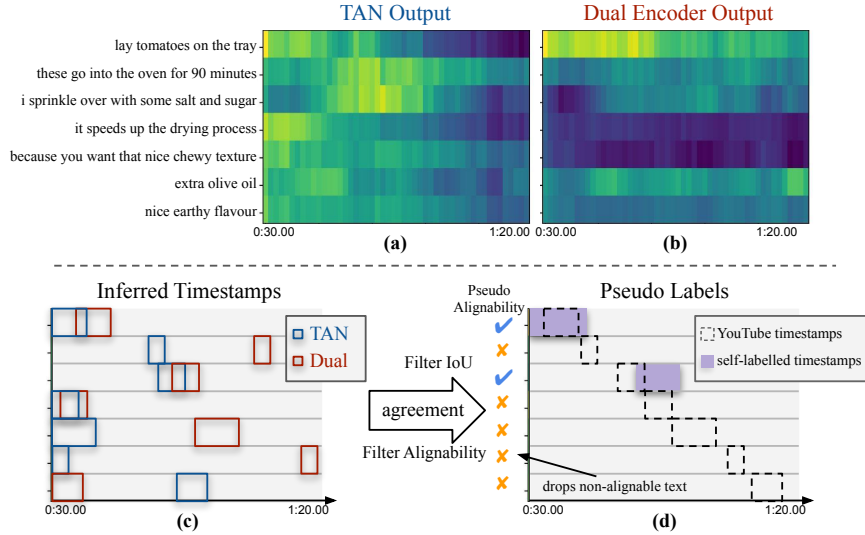 TAN Output Dual Encoder Output
lay tomatoes on the tray
these go into the oven for 90 minutes
i sprinkle over with some salt and sugar
it speeds up the drying process
because you want that nice chewy texture
extra olive oil
nice earthy flavour
0:30.00 1:20.00 0:30.00 1:20.00
(a) (b)
Inferred Timestamps Pseudo Alignability Pseudo Labels
TAN
Dual
Filter IoU
agreement
Filter Alignability
YouTube timestamps
self-labelled timestamps
drops non-alignable text
0:30.00 1:20.00 0:30.00 1:20.00
(c) (d)